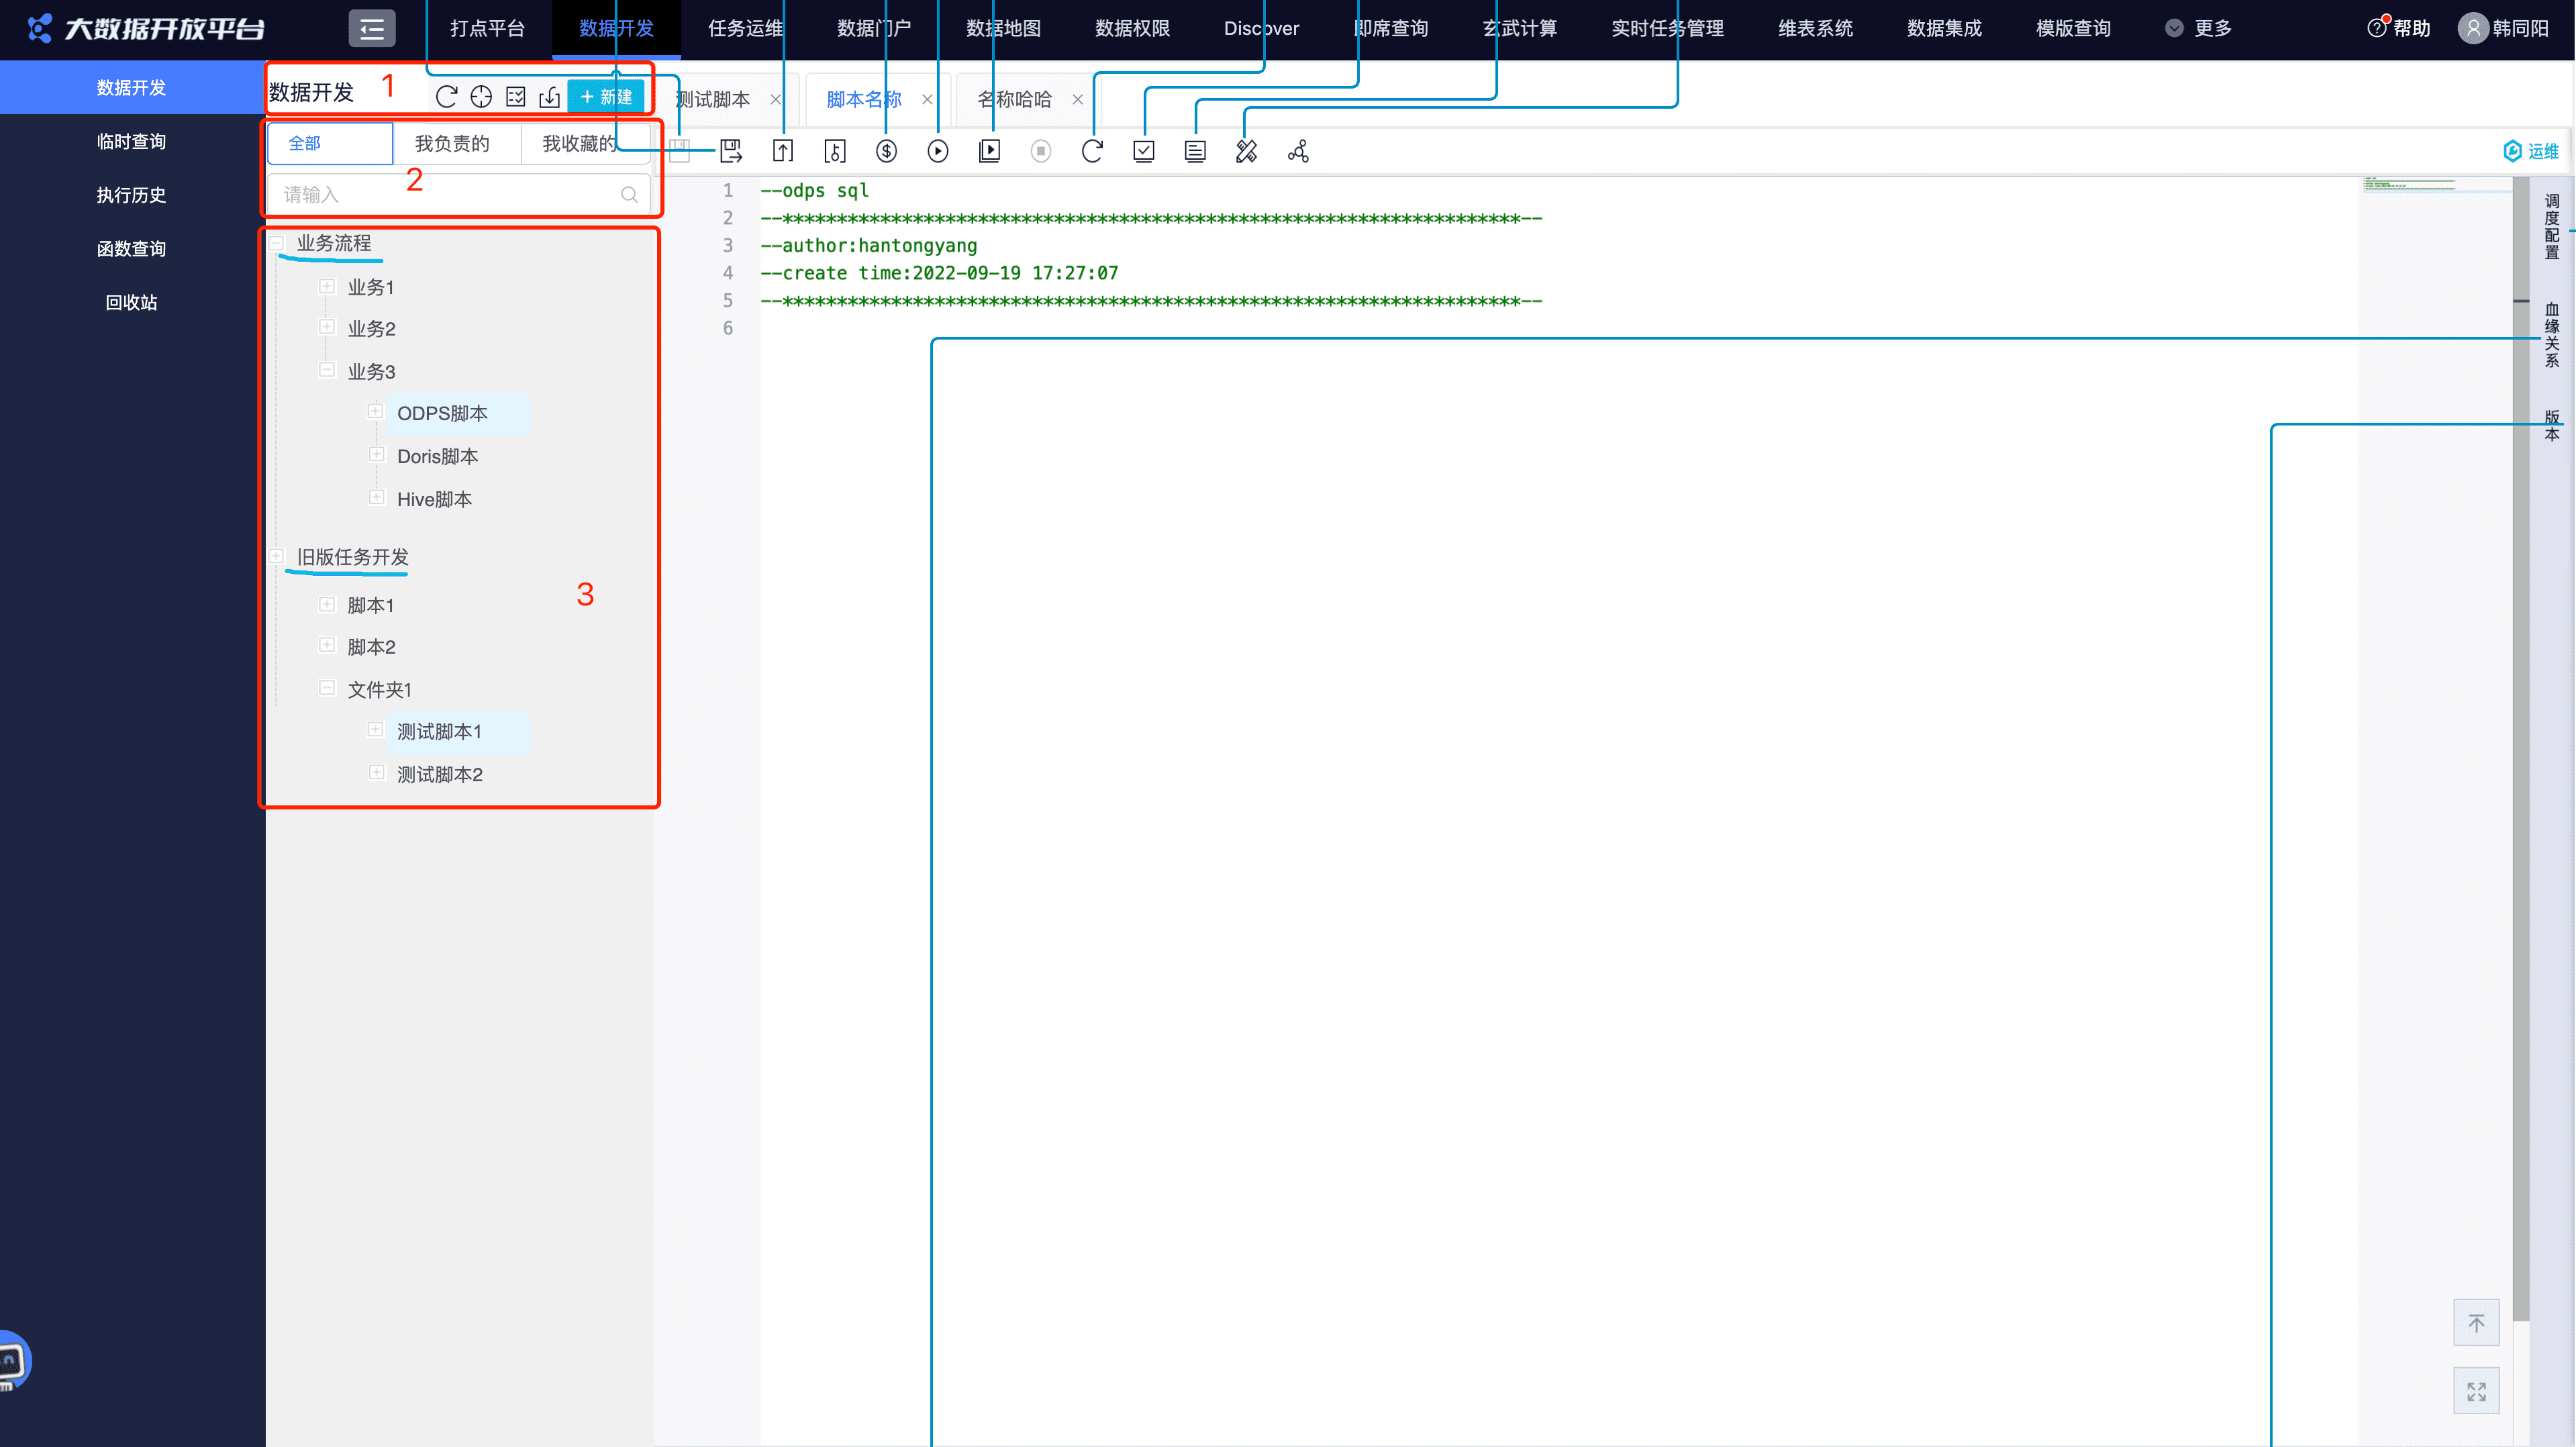 大数据开放平台
打点平台 数据开发 任务运维 数据门户 数据地图 数据权限 Discover 即席查询 玄武计算 实时任务管理 维表系统 数据集成 模版查询 更多 帮助 韩同阳
数据开发
临时查询
执行历史
函数查询
回收站
数据开发 1 + 新建
全部 我负责的 我收藏的
2
请输入
业务流程
业务1
业务2
业务3
ODPS脚本
Doris脚本
Hive脚本
旧版任务开发
3
脚本1
脚本2
文件夹1
测试脚本1
测试脚本2
测试脚本 脚本名称 名称哈哈
运维
1 --odps sql
2 --********************************************************************--
3 --author:hantongyang
4 --create time:2022-09-19 17:27:07
5 --********************************************************************--
6
调度配置
血缘关系
版本